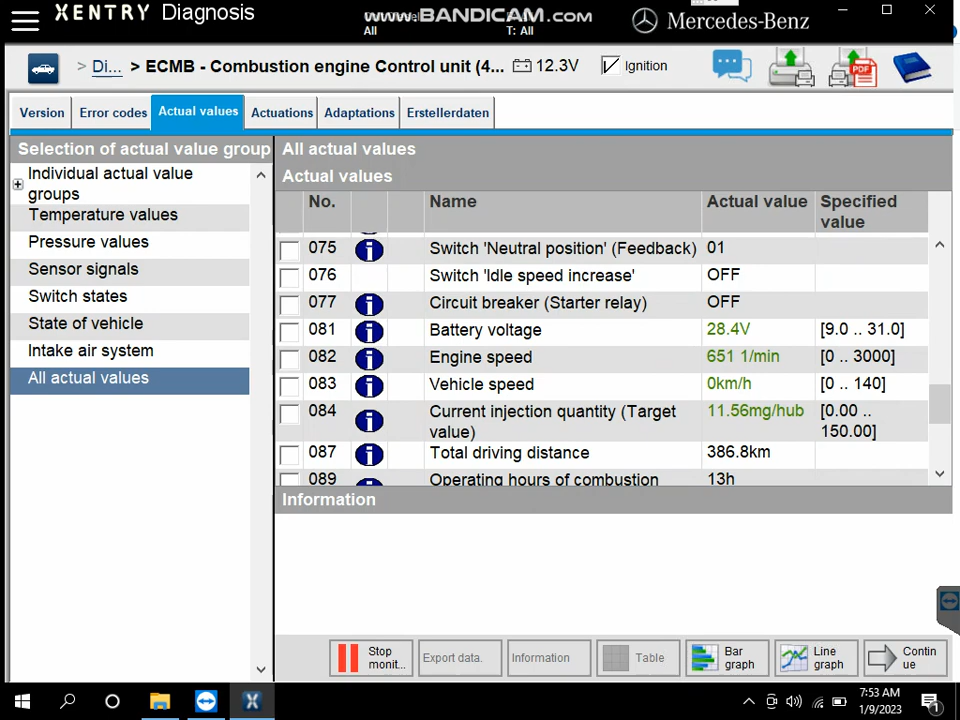 XENTRY Diagnosis
www.BANDICAM.com
All
T: All
Mercedes-Benz
> Di... > ECMB - Combustion engine Control unit (4...
12.3V
Ignition
PDF
Version
Error codes
Actual values
Actuations
Adaptations
Erstellerdaten
Selection of actual value group
Individual actual value
groups
Temperature values
Pressure values
Sensor signals
Switch states
State of vehicle
Intake air system
All actual values
All actual values
Actual values
No. Name Actual value Specified
value
075 i Switch 'Neutral position' (Feedback) 01
076 Switch 'Idle speed increase' OFF
077 i Circuit breaker (Starter relay) OFF
081 i Battery voltage 28.4V [9.0 .. 31.0]
082 i Engine speed 651 1/min [0 .. 3000]
083 i Vehicle speed 0km/h [0 .. 140]
084 i Current injection quantity (Target 11.56mg/hub [0.00 ..
value) 150.00]
087 i Total driving distance 386.8km
089 Operating hours of combustion 13h
Information
Stop
monit...
Export data.
Information
Table
Bar
graph
Line
graph
Contin
ue
X
7:53 AM
1/9/2023
1